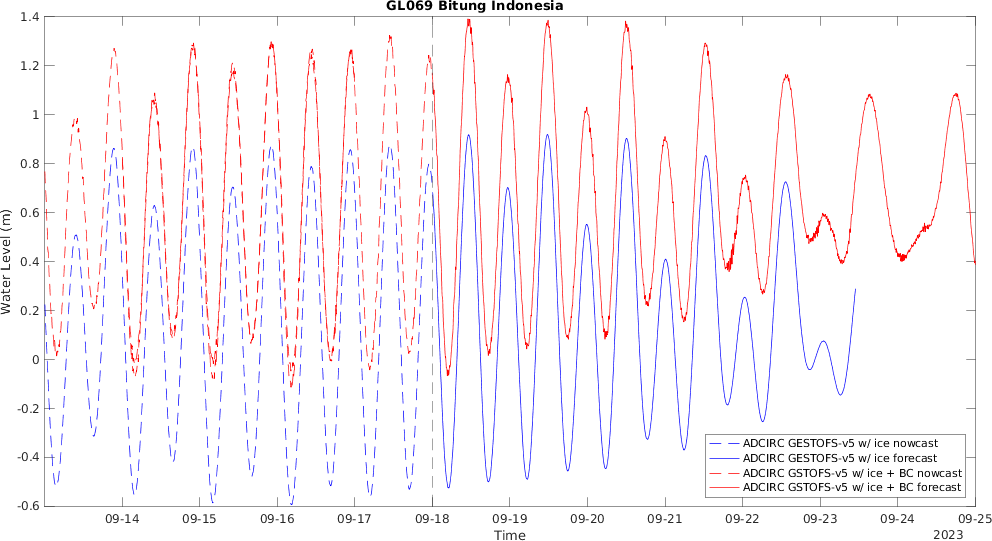 GL069 Bitung Indonesia
Water Level (m)
1.4
1.2
1
0.8
0.6
0.4
0.2
0
-0.2
-0.4
-0.6
09-14 09-15 09-16 09-17 09-18 09-19 09-20 09-21 09-22 09-23 09-24 09-25
Time
2023
ADCIRC GESTOFS-v5 w/ ice nowcast
ADCIRC GESTOFS-v5 w/ ice forecast
ADCIRC GSTOFS-v5 w/ ice + BC nowcast
ADCIRC GSTOFS-v5 w/ ice + BC forecast